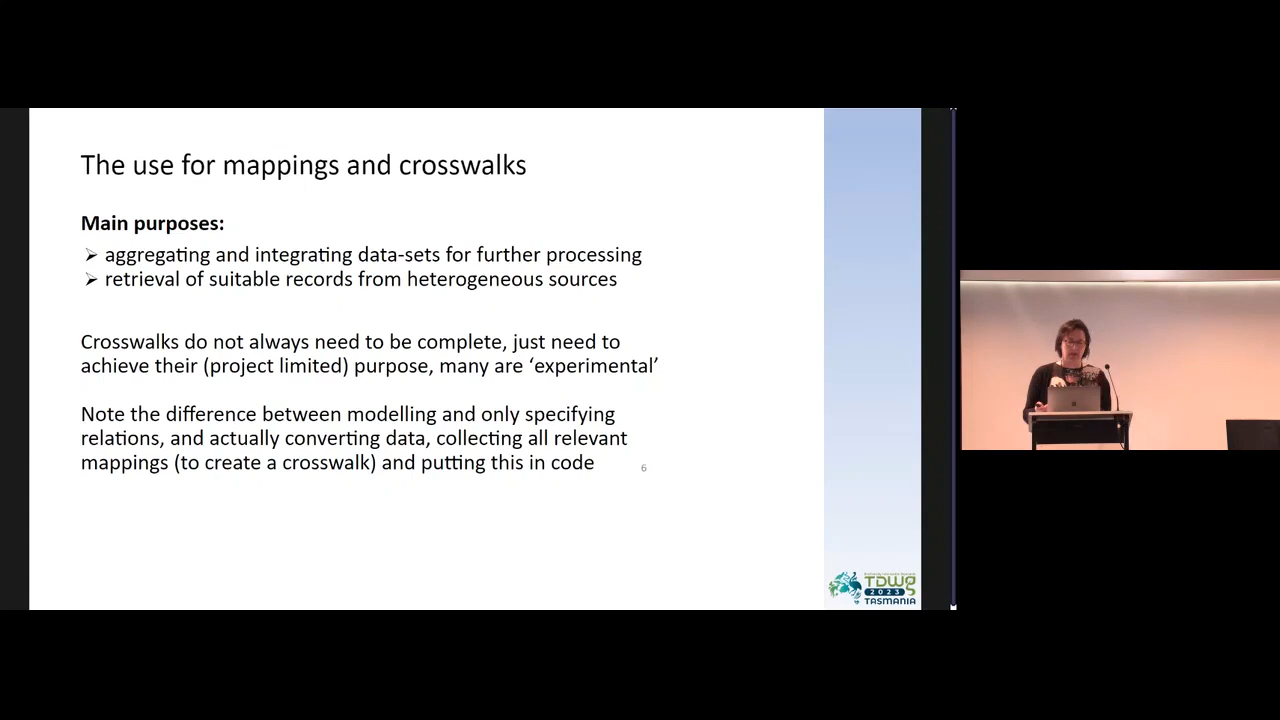 The use for mappings and crosswalks
Main purposes:
➢ aggregating and integrating data-sets for further processing
➢ retrieval of suitable records from heterogeneous sources
Crosswalks do not always need to be complete, just need to
achieve their (project limited) purpose, many are ‘experimental’
Note the difference between modelling and only specifying
relations, and actually converting data, collecting all relevant
mappings (to create a crosswalk) and putting this in code
6
TDWG
2023
TASMANIA